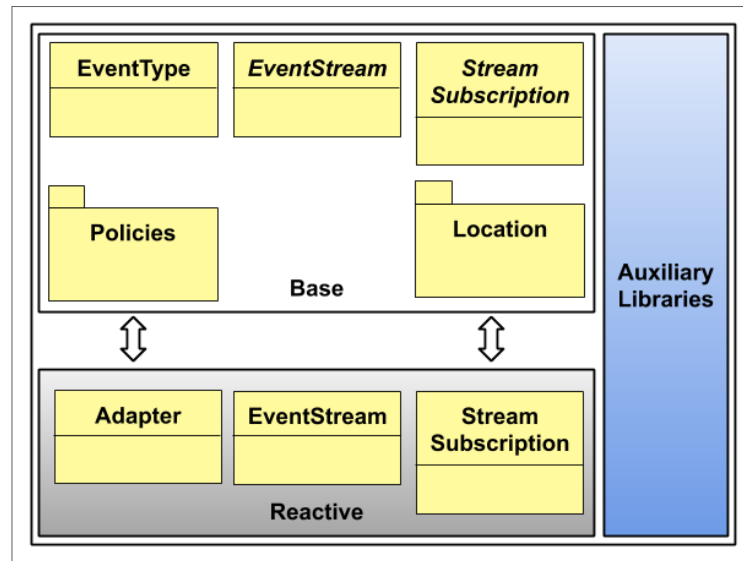 EventType
EventStream
Stream
Subscription
Policies
Location
Base
Auxiliary
Libraries
Adapter
EventStream
Stream
Subscription
Reactive